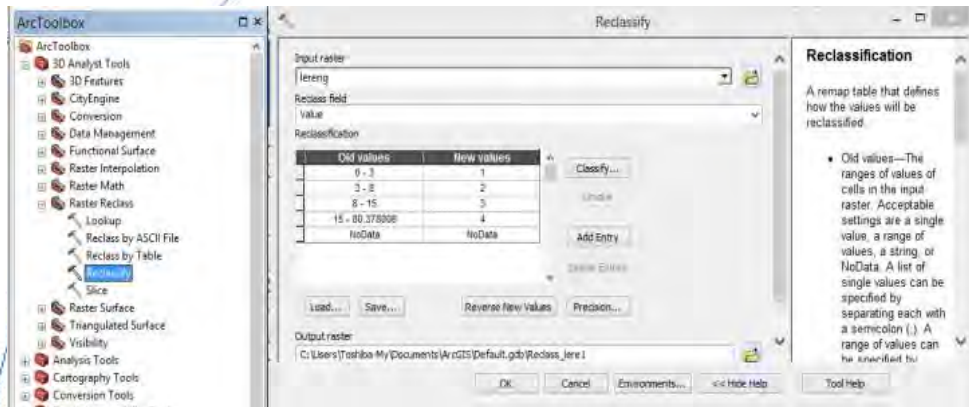 ArcToolbox
ArcToolbox
3D Analyst Tools
3D Features
CityEngine
Conversion
Data Management
Functional Surface
Raster Interpolation
Raster Math
Raster Reclass
Lookup
Reclass by ASCII File
Reclass by Table
Reclassify
Slice
Raster Surface
Triangulated Surface
Visibility
Analysis Tools
Cartography Tools
Conversion Tools
Reclassify
Input raster
lereng
Reclass field
Value
Reclassification
Old values New values
0 - 3 1
3 - 8 2
8 - 15 3
15 - 80.378008 4
NoData NoData
Classify...
Unique
Add Entry
Delete Entries
Load... Save... Reverse New Values Precision...
Output raster
C:\Users\Toshiba-My\Documents\ArcGIS\Default.gdb\Reclass_lere1
OK Cancel Environments... << Hide Help Tool Help
Reclassification
A remap table that defines
how the values will be
reclassified.
• Old values—The
ranges of values of
cells in the input
raster. Acceptable
settings are a single
value, a range of
values, a string, or
NoData. A list of
single values can be
specified by
separating each with
a semicolon (;). A
range of values can
be specified by